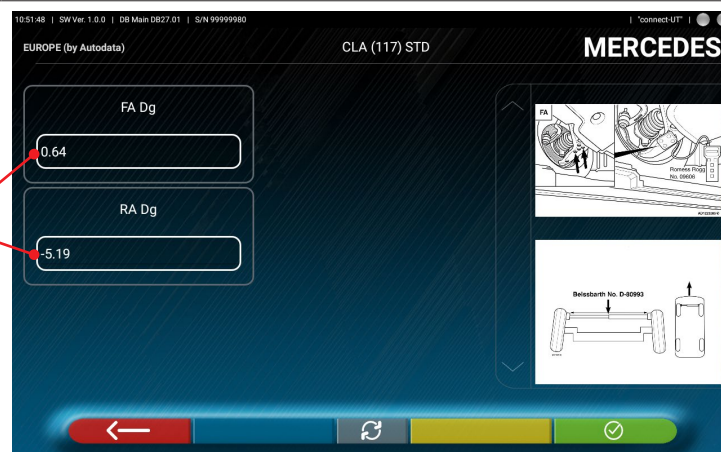 10:51:48 | SW Ver. 1.0.0 | DB Main DB27.01 | S/N 99999980 | "connect-UT" |
EUROPE (by Autodata) CLA (117) STD MERCEDES
FA Dg
0.64
RA Dg
-5.19
FA
Romess Rogg
No. 09606
Beissbarth No. D-80993